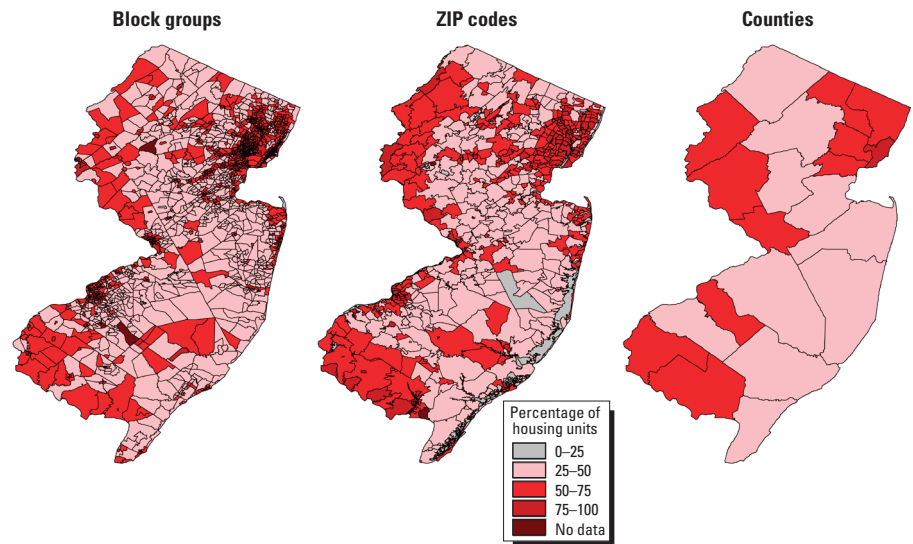 Block groups
ZIP codes
Counties
Percentage of
housing units
0–25
25–50
50–75
75–100
No data